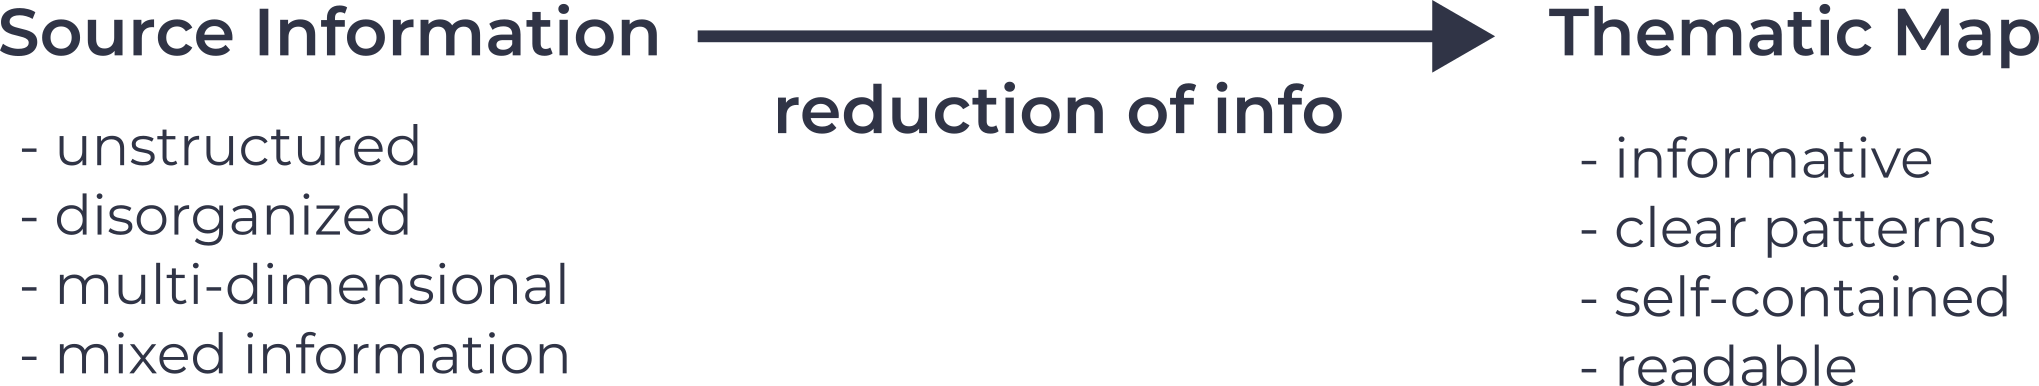 Source Information
reduction of info
Thematic Map
- unstructured
- disorganized
- multi-dimensional
- mixed information
- informative
- clear patterns
- self-contained
- readable